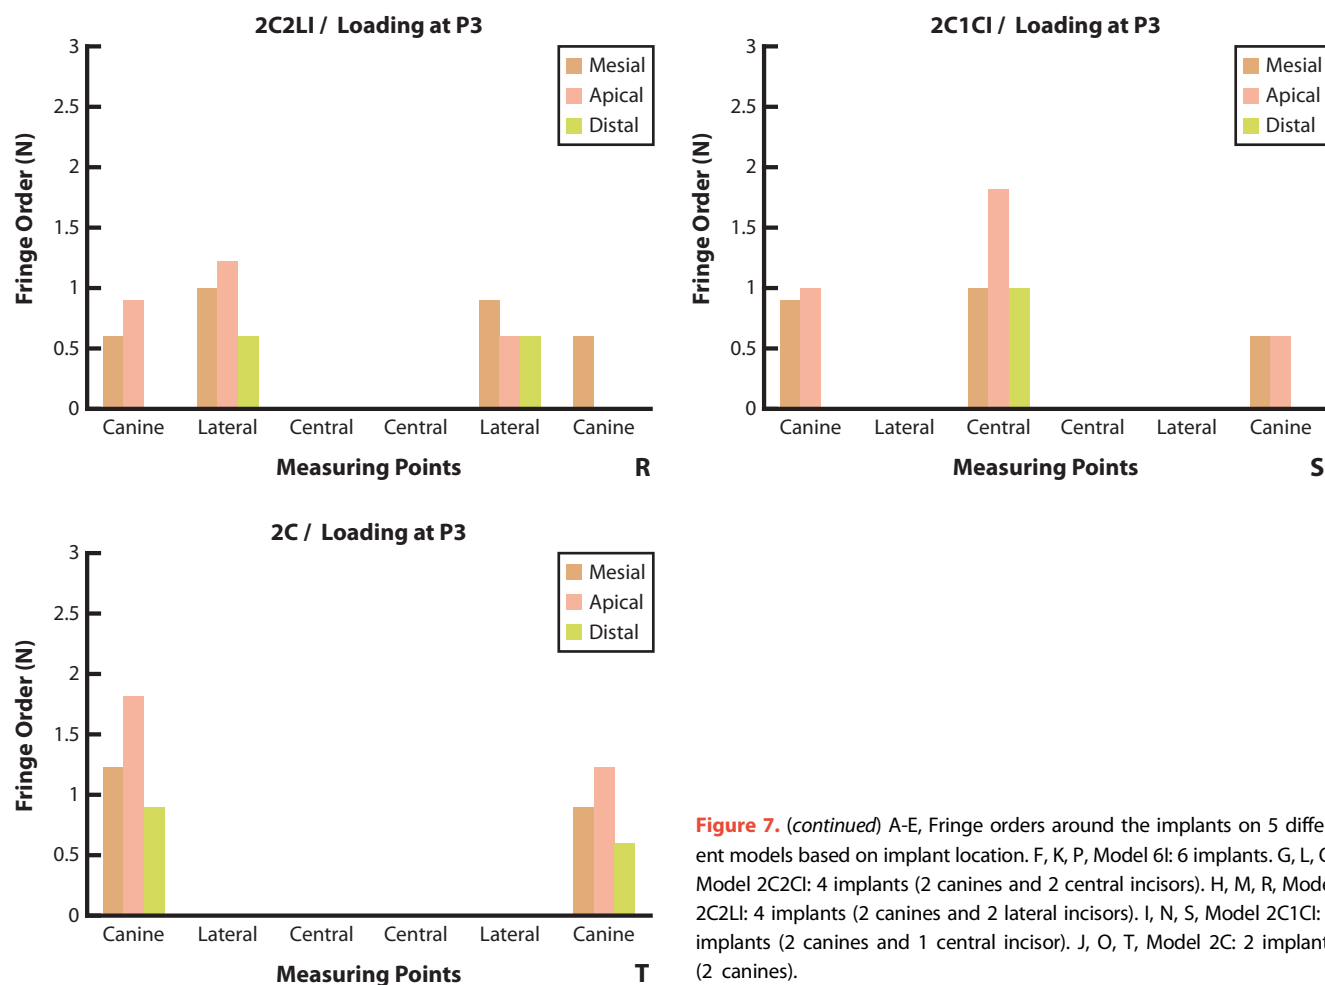 2C2LI / Loading at P3
3
2.5
2
1.5
1
0.5
0
Fringe Order (N)
Mesial
Apical
Distal
Canine Lateral Central Central Lateral Canine
Measuring Points
R
2C1CI / Loading at P3
3
2.5
2
1.5
1
0.5
0
Fringe Order (N)
Mesial
Apical
Distal
Canine Lateral Central Central Lateral Canine
Measuring Points
S
2C / Loading at P3
3
2.5
2
1.5
1
0.5
0
Fringe Order (N)
Mesial
Apical
Distal
Canine Lateral Central Central Lateral Canine
Measuring Points
T
Figure 7. (continued) A-E, Fringe orders around the implants on 5 differ
ent models based on implant location. F, K, P, Model 6I: 6 implants. G, L,
Model 2C2CI: 4 implants (2 canines and 2 central incisors). H, M, R, Mode
2C2LI: 4 implants (2 canines and 2 lateral incisors). I, N, S, Model 2C1CI:
implants (2 canines and 1 central incisor). J, O, T, Model 2C: 2 implant
(2 canines).